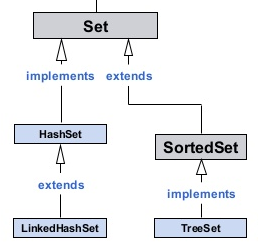 Set
implements extends
HashSet
SortedSet
extends
implements
LinkedHashSet
TreeSet